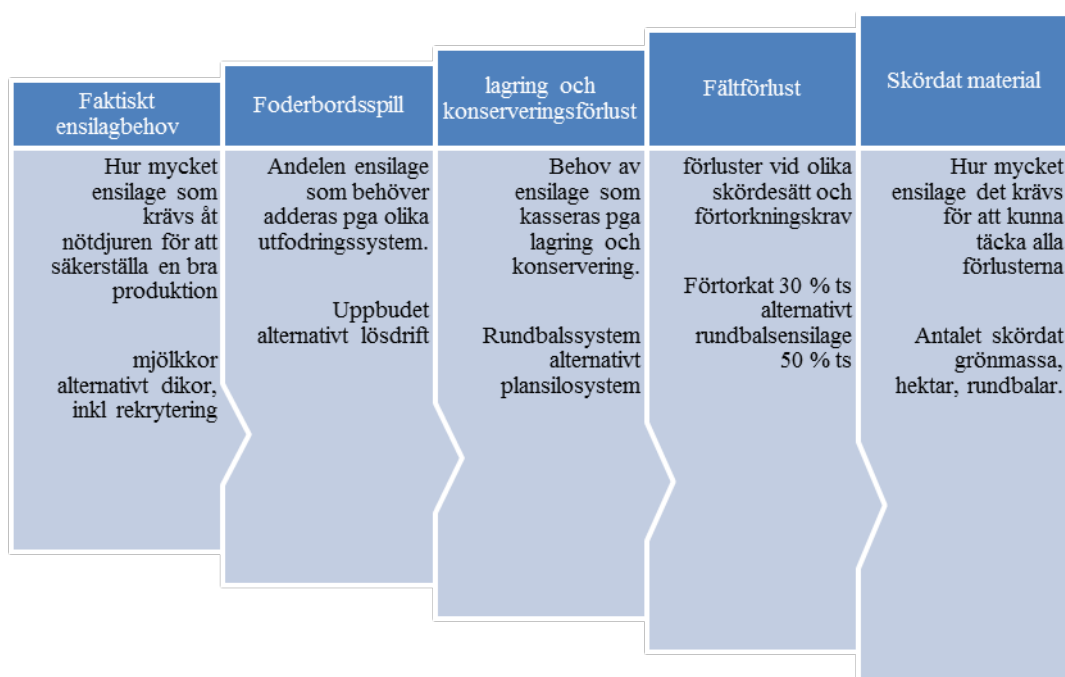 Faktiskt
ensilagbehov
Hur mycket
ensilage som
krävs åt
nötdjuren för att
säkerställa en bra
produktion
mjölkkor
alternativt dikor,
inkl rekrytering
Foderbordsspill
Andelen ensilage
som behöver
adderas pga olika
utfodringssystem.
Uppbudet
alternativt lösdrift
lagring och
konserveringsförlust
Behov av
ensilage som
kasseras pga
lagring och
konservering.
Rundbalssystem
alternativt
plansilosystem
Fältförlust
förluster vid olika
skördesätt och
förtorkningskrav
Förtorkat 30 % ts
alternativt
rundbalsensilage
50 % ts
Skördat material
Hur mycket
ensilage det krävs
för att kunna
täcka alla
förlusterna
Antalet skördat
grönmassa,
hektar, rundbalar.